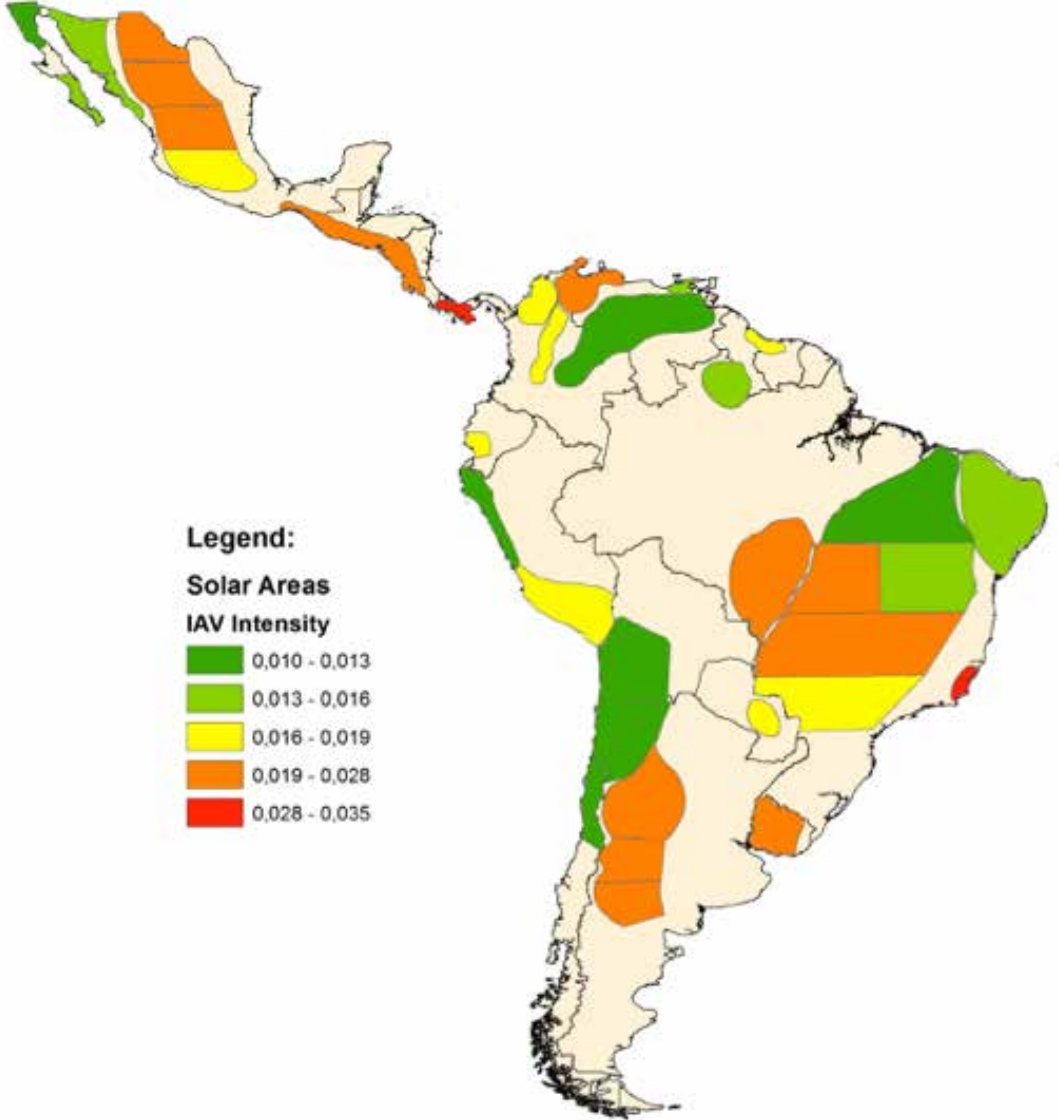 Legend:
Solar Areas
IAV Intensity
0,010 - 0,013
0,013 - 0,016
0,016 - 0,019
0,019 - 0,028
0,028 - 0,035